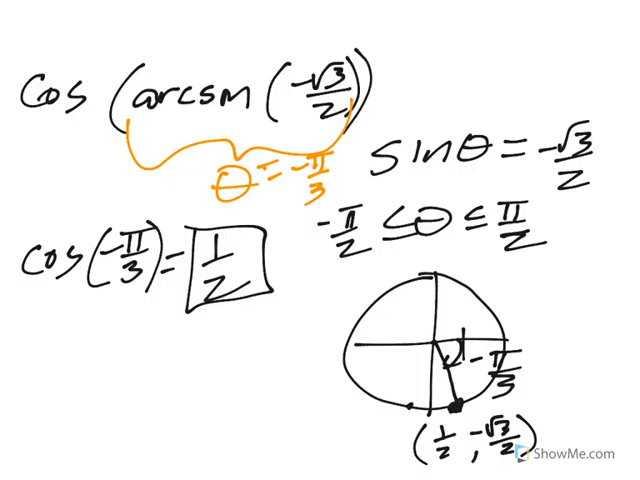 cos (arcsin (-√3/2))
θ = -π/3
sinθ = -√3/2
-π/2 ≤ θ ≤ π/2
cos(-π/3) = 1/2
-π/3
(1/2, -√3/2)
ShowMe.com